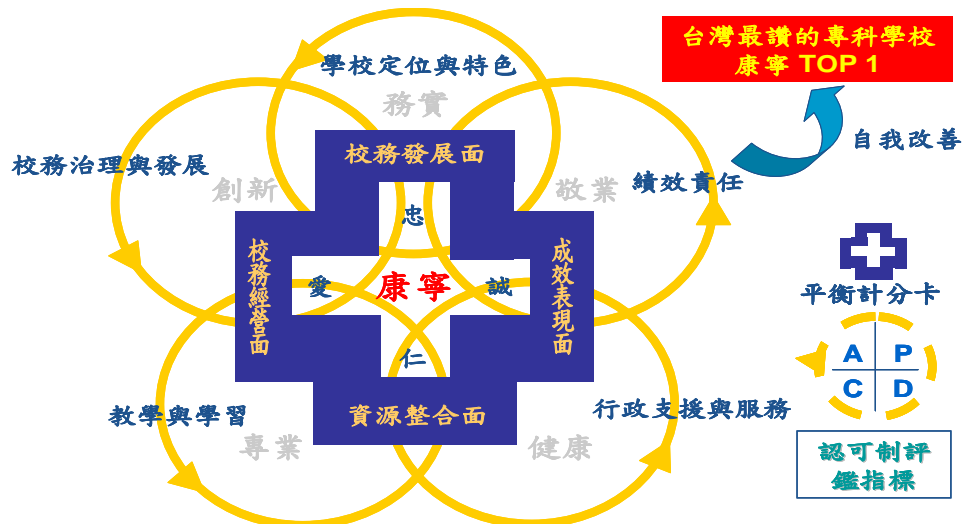 台灣最讚的專科學校
康寧 TOP 1
學校定位與特色
務實
自我改善
校務發展面
校務治理與發展
創新
敬業
績效責任
忠
校務經營面
愛
康寧
誠
成效表現面
仁
平衡計分卡
A P
C D
教學與學習
資源整合面
行政支援與服務
專業
健康
認可制評
鑑指標